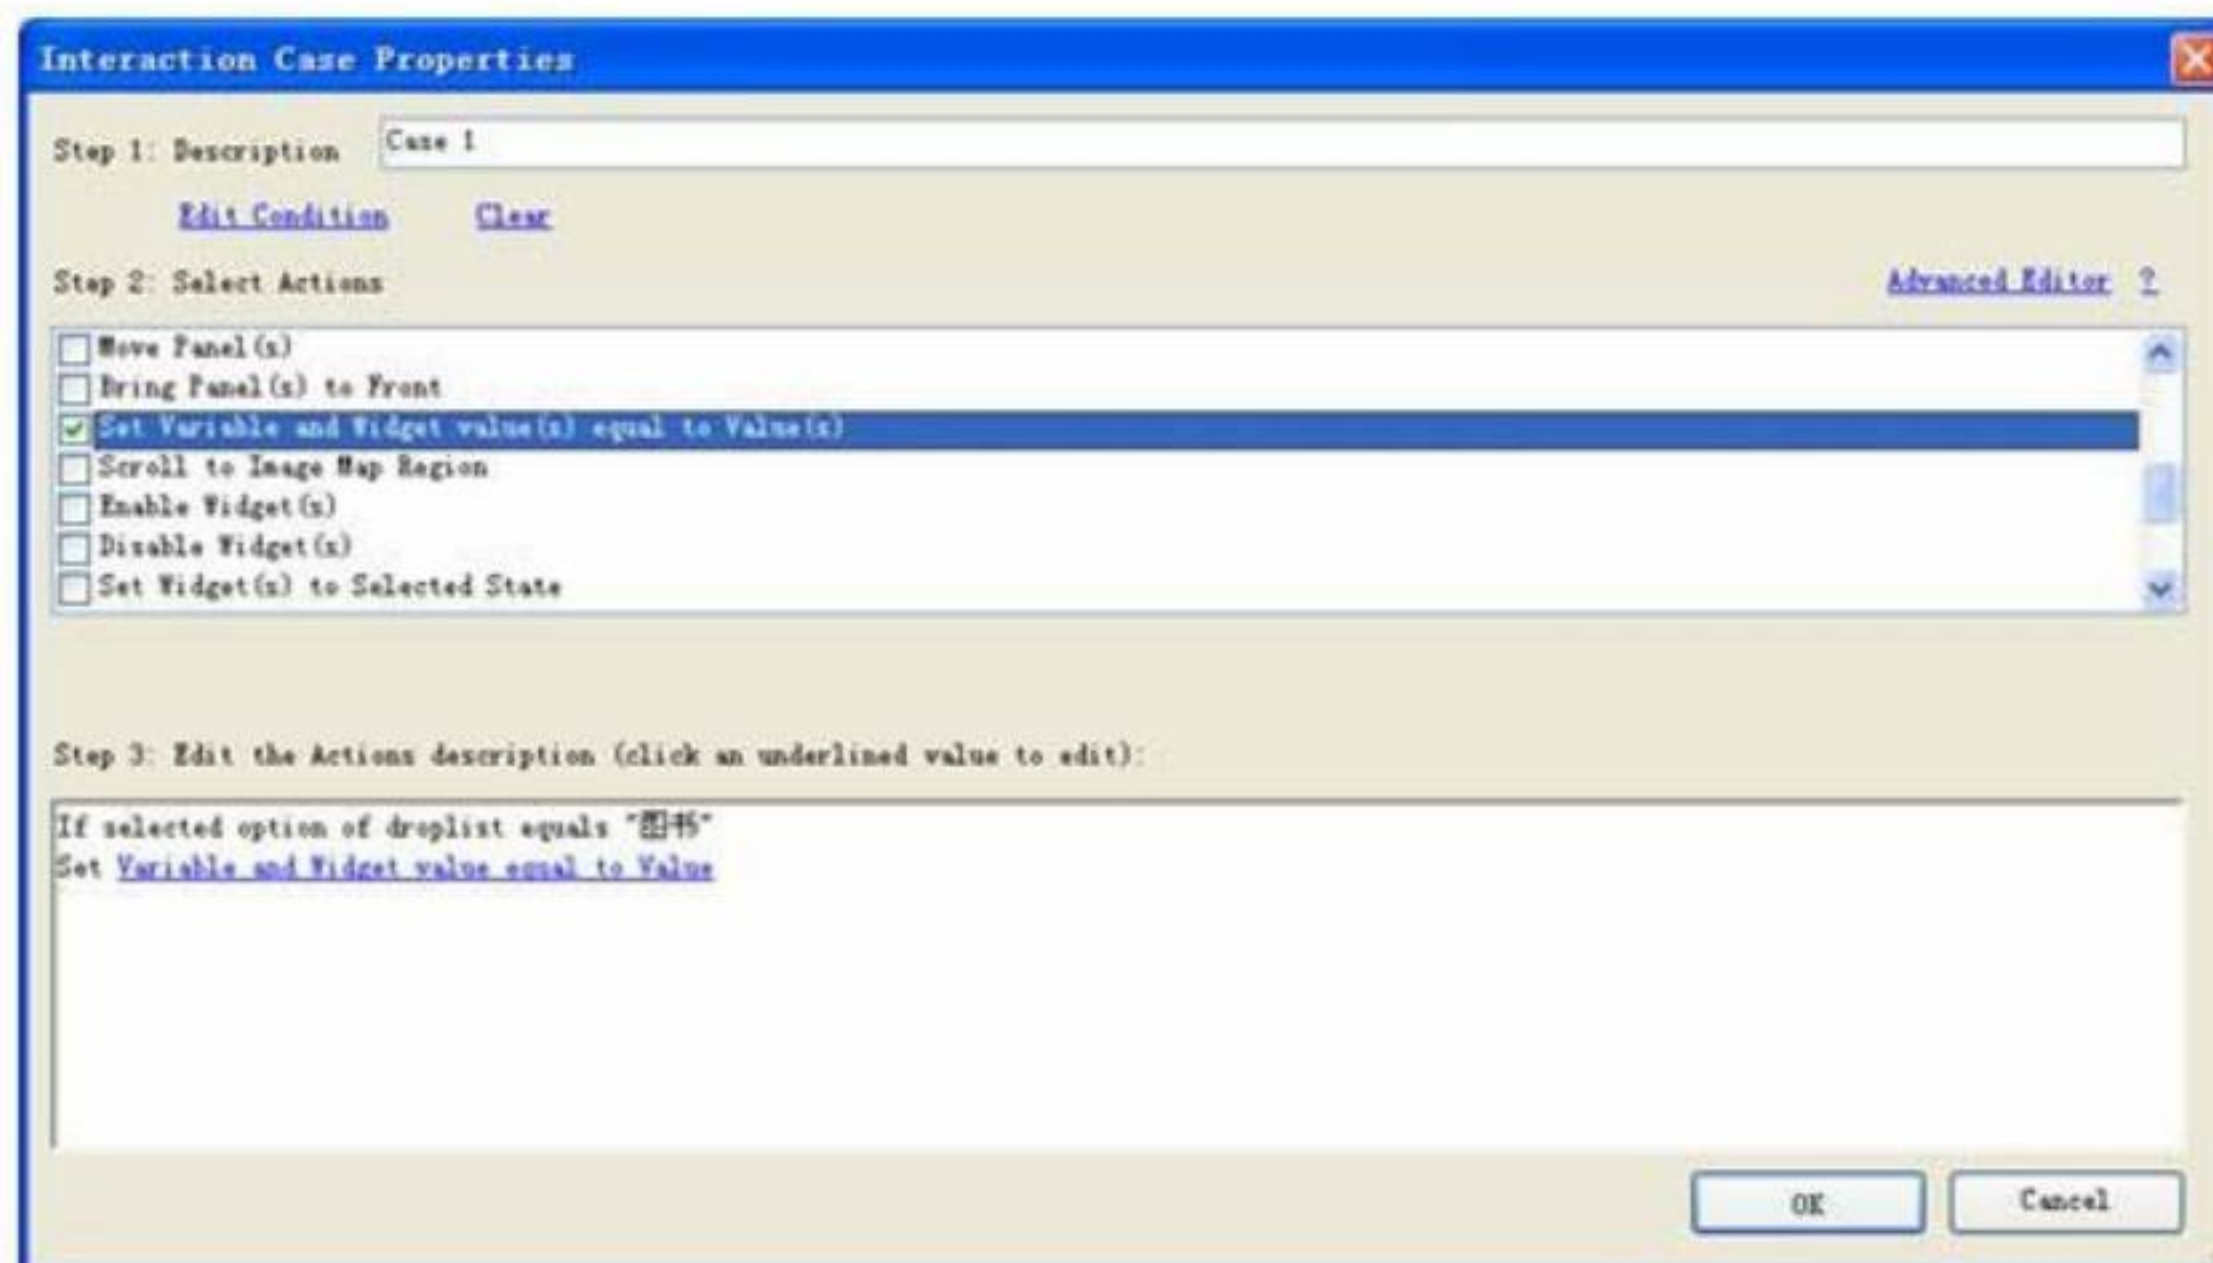 Interaction Case Properties
Step 1: Description Case 1
Edit Condition Clear
Step 2: Select Actions Advanced Editor ?
Move Panel(s)
Bring Panel(s) to Front
Set Variable and Widget value(s) equal to Value(s)
Scroll to Image Map Region
Enable Widget(s)
Disable Widget(s)
Set Widget(s) to Selected State
Step 3: Edit the Actions description (click an underlined value to edit):
If selected option of droplist equals "图书"
Set Variable and Widget value equal to Value
OK Cancel